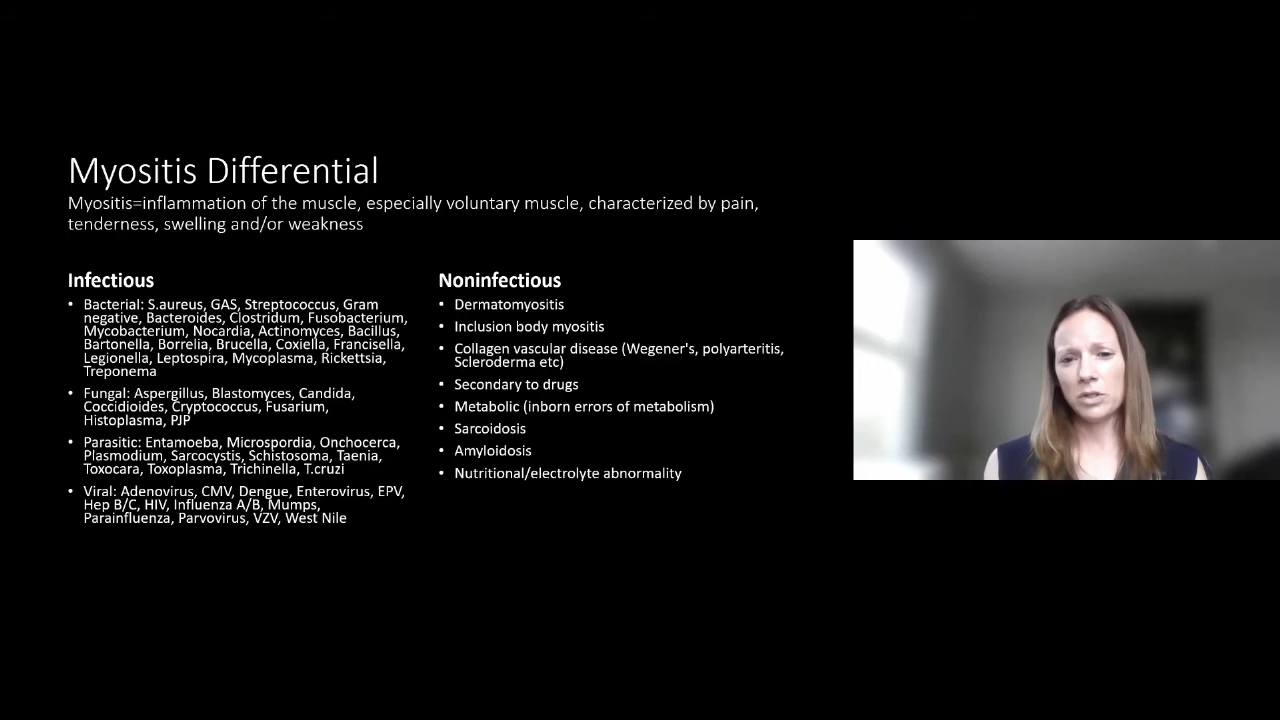 Myositis Differential
Myositis=inflammation of the muscle, especially voluntary muscle, characterized by pain,
tenderness, swelling and/or weakness
Infectious
• Bacterial: S.aureus, GAS, Streptococcus, Gram
negative, Bacteroides, Clostridum, Fusobacterium,
Mycobacterium, Nocardia, Actinomyces, Bacillus,
Bartonella, Borrelia, Brucella, Coxiella, Francisella,
Legionella, Leptospira, Mycoplasma, Rickettsia,
Treponema
• Fungal: Aspergillus, Blastomyces, Candida,
Coccidioides, Cryptococcus, Fusarium,
Histoplasma, PJP
• Parasitic: Entamoeba, Microspordia, Onchocerca,
Plasmodium, Sarcocystis, Schistosoma, Taenia,
Toxocara, Toxoplasma, Trichinella, T.cruzi
• Viral: Adenovirus, CMV, Dengue, Enterovirus, EPV,
Hep B/C, HIV, Influenza A/B, Mumps,
Parainfluenza, Parvovirus, VZV, West Nile
Noninfectious
• Dermatomyositis
• Inclusion body myositis
• Collagen vascular disease (Wegener's, polyarteritis,
Scleroderma etc)
• Secondary to drugs
• Metabolic (inborn errors of metabolism)
• Sarcoidosis
• Amyloidosis
• Nutritional/electrolyte abnormality